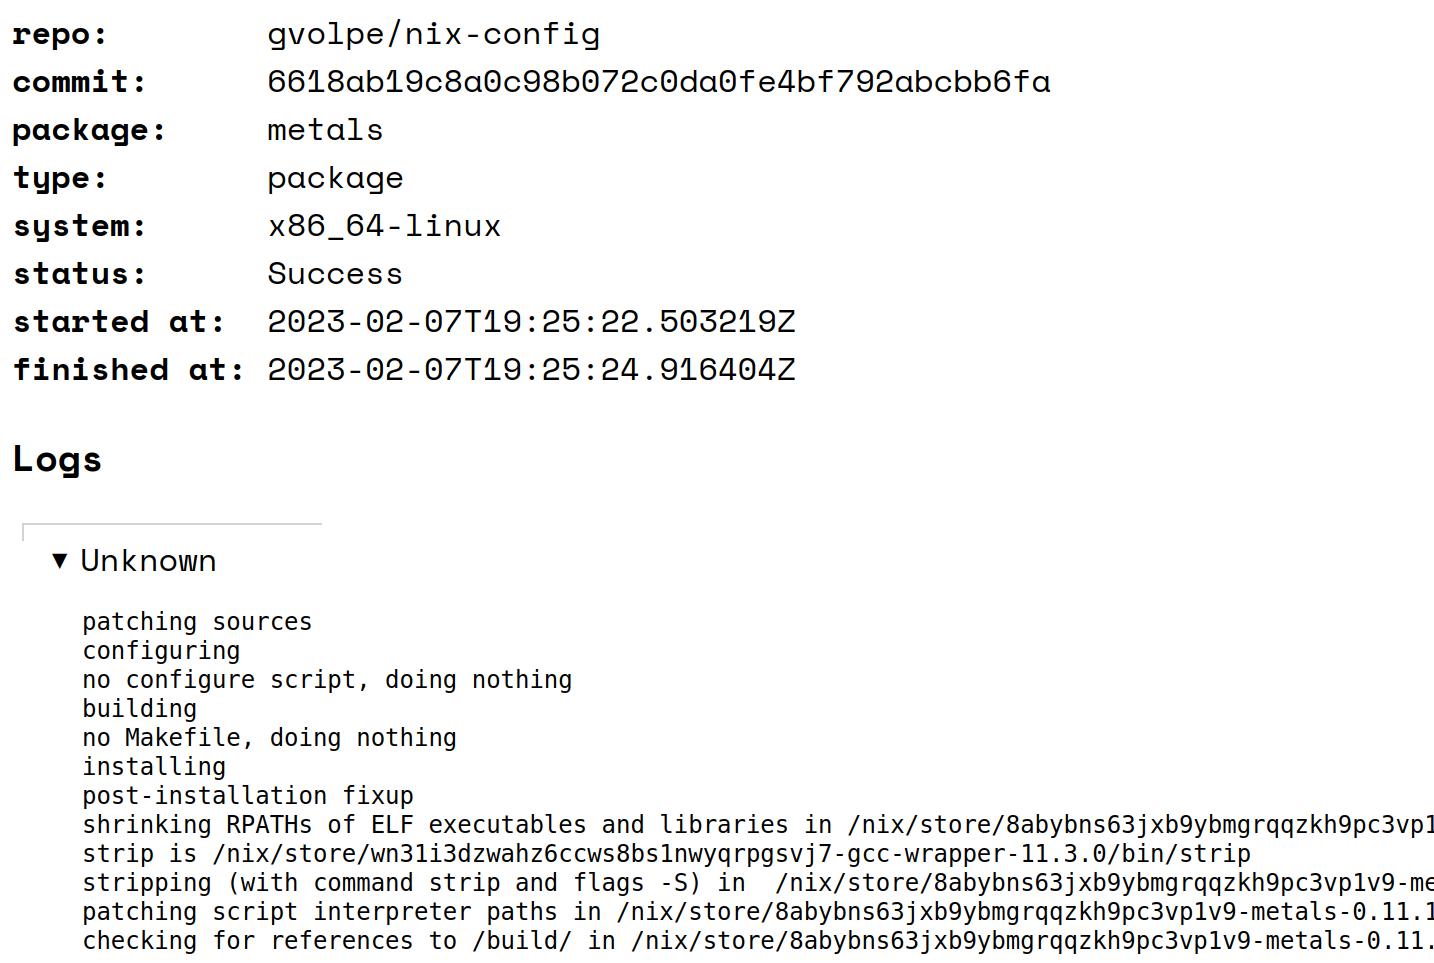 repo: gvolpe/nix-config
commit: 6618ab19c8a0c98b072c0da0fe4bf792abcbb6fa
package: metals
type: package
system: x86_64-linux
status: Success
started at: 2023-02-07T19:25:22.503219Z
finished at: 2023-02-07T19:25:24.916404Z
Logs
▼ Unknown
patching sources
configuring
no configure script, doing nothing
building
no Makefile, doing nothing
installing
post-installation fixup
shrinking RPATHs of ELF executables and libraries in /nix/store/8abybns63jxb9ybmgrqqzkh9pc3vp1
strip is /nix/store/wn31i3dzwahz6ccws8bs1nwyqrpgsvj7-gcc-wrapper-11.3.0/bin/strip
stripping (with command strip and flags -S) in  /nix/store/8abybns63jxb9ybmgrqqzkh9pc3vp1v9-me
patching script interpreter paths in /nix/store/8abybns63jxb9ybmgrqqzkh9pc3vp1v9-metals-0.11.1
checking for references to /build/ in /nix/store/8abybns63jxb9ybmgrqqzkh9pc3vp1v9-metals-0.11.